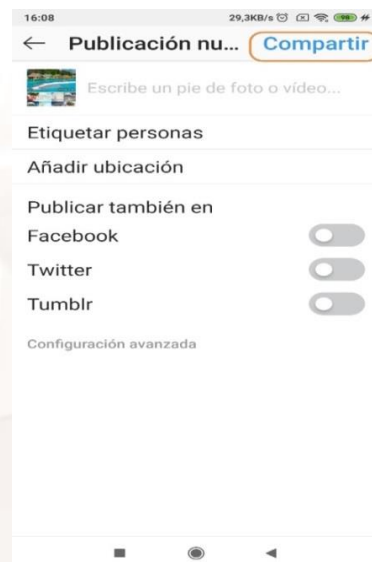 16:08 29,3KB/s 98
← Publicación nu... Compartir
Escribe un pie de foto o vídeo...
Etiquetar personas
Añadir ubicación
Publicar también en
Facebook
Twitter
Tumblr
Configuración avanzada